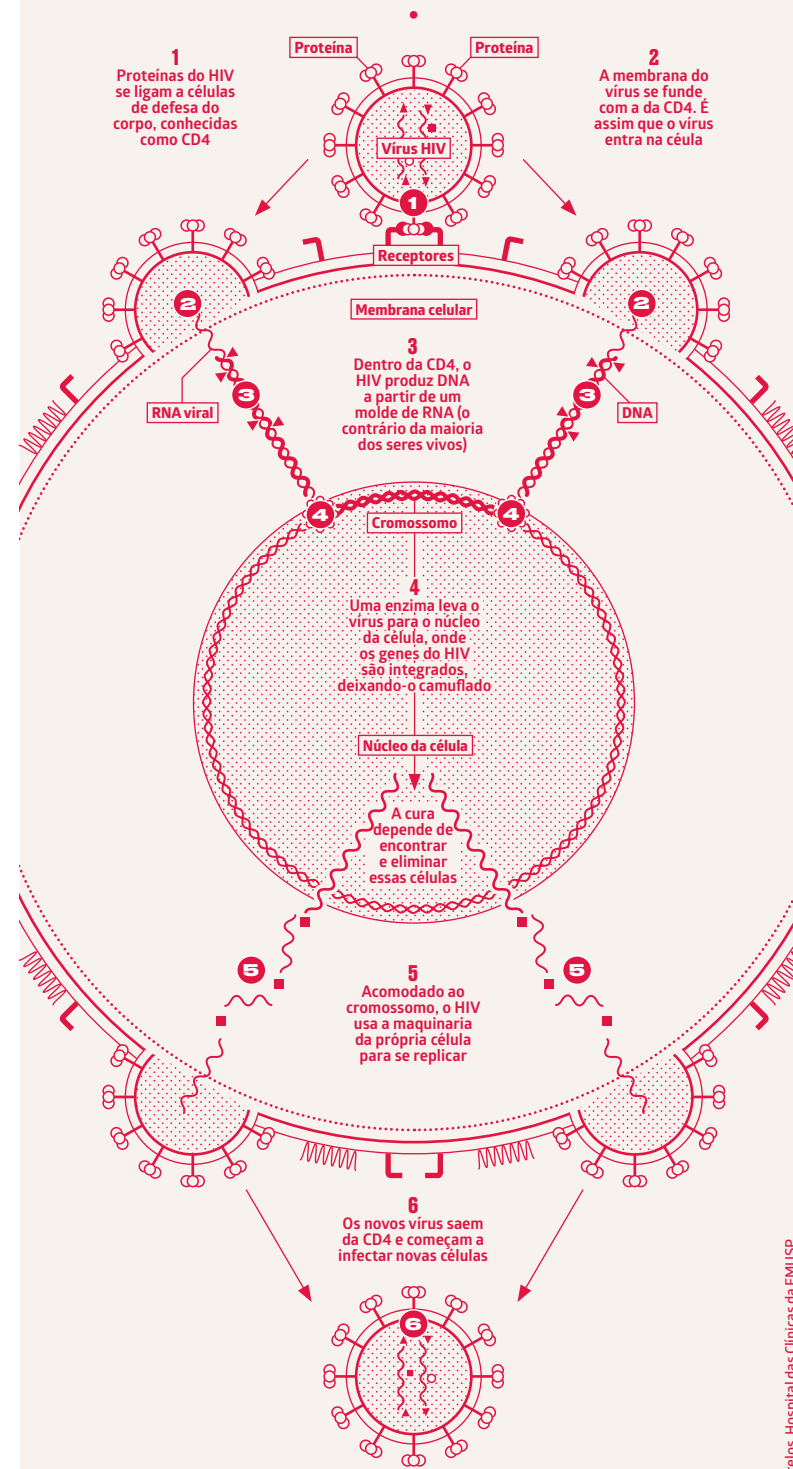 1
Proteínas do HIV
se ligam a células
de defesa do
corpo, conhecidas
como CD4
Proteína
Proteína
2
A membrana do
vírus se funde
com a da CD4. É
assim que o vírus
entra na céula
Vírus HIV
1
Receptores
2
2
Membrana celular
3
Dentro da CD4, o
HIV produz DNA
a partir de um
molde de RNA (o
contrário da maioria
dos seres vivos)
3
3
RNA viral
DNA
4
4
Cromossomo
4
Uma enzima leva o
vírus para o núcleo
da célula, onde
os genes do HIV
são integrados,
deixando-o camuflado
Núcleo da célula
A cura
depende de
encontrar
e eliminar
essas células
5
5
5
Acomodado ao
cromossomo, o HIV
usa a maquinaria
da própria célula
para se replicar
6
Os novos vírus saem
da CD4 e começam a
infectar novas células
6
Hospital das Clínicas da FMUSP